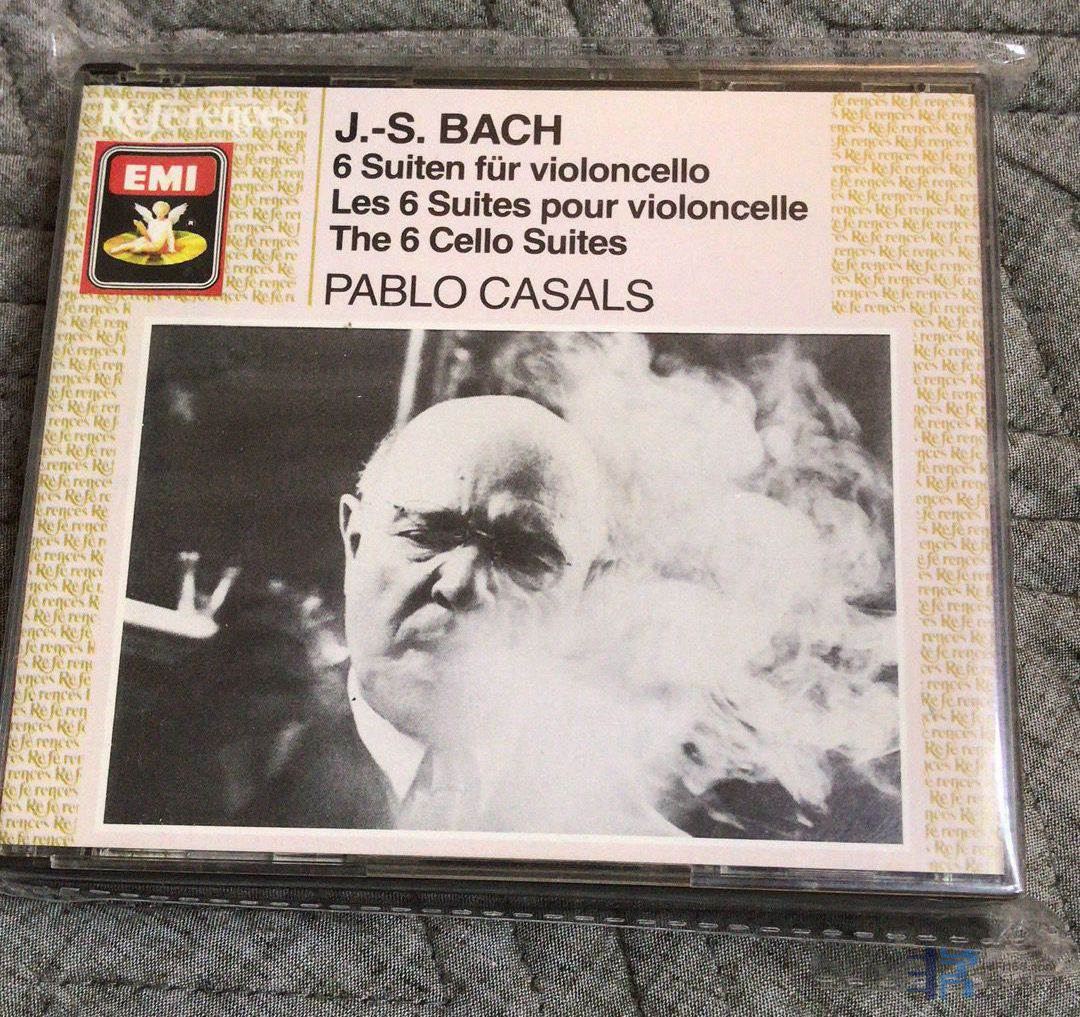 References
EMI
J.-S. BACH
6 Suiten für violoncello
Les 6 Suites pour violoncelle
The 6 Cello Suites
PABLO CASALS